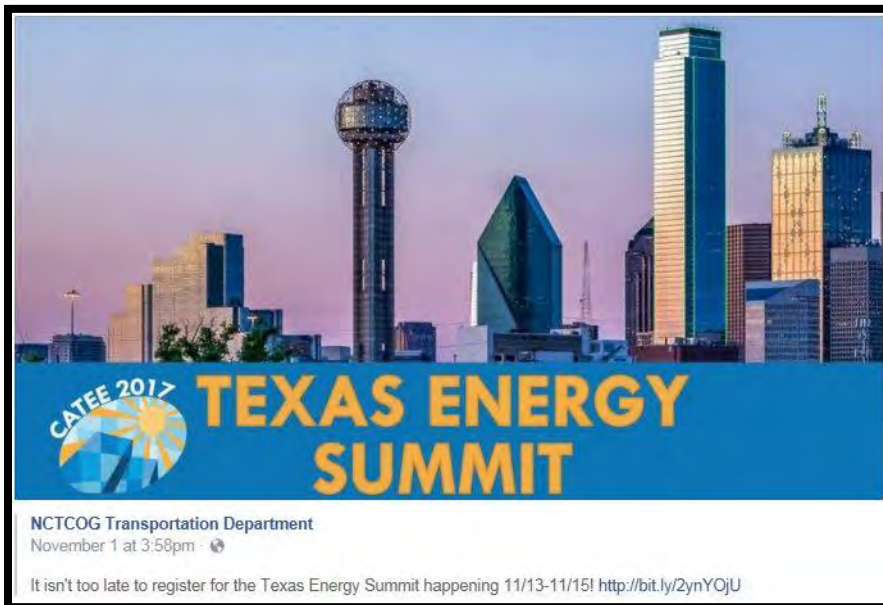 CATEE 2017
TEXAS ENERGY
SUMMIT
NCTCOG Transportation Department
November 1 at 3:58pm ·
It isn't too late to register for the Texas Energy Summit happening 11/13-11/15! http://bit.ly/2ynYOjU